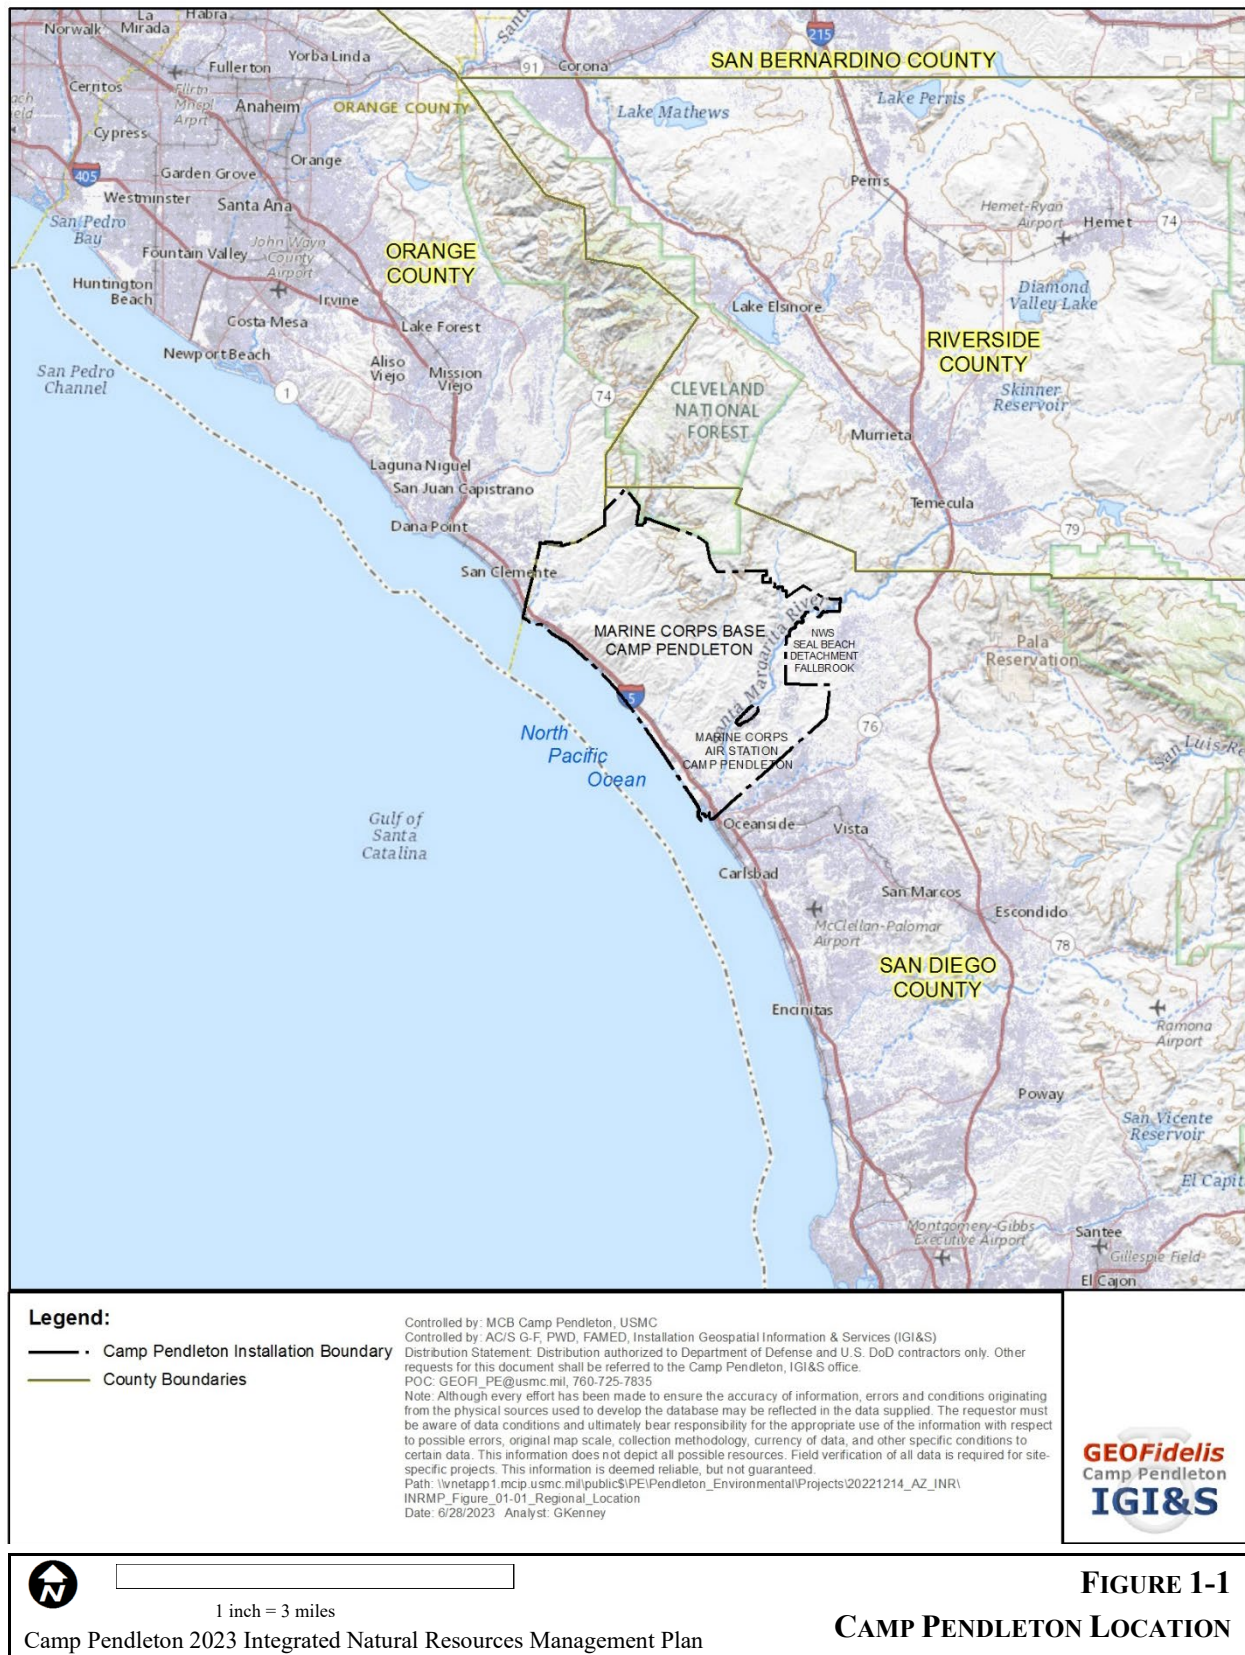 La
Habra
Norwalk
Mirada
Yorba Linda
Fullerton
91
Corona
215
SAN BERNARDINO COUNTY
Cerritos
Fllrtn
Mncpl
Arprt
Anaheim
ORANGE COUNTY
Lake Mathews
Lake Perris
Cypress
Orange
405
Garden Grove
Perris
Westminster
Santa Ana
Hemet-Ryan
Airport
Hemet
74
San Pedro
Bay
Fountain Valley
John Wayn
County
Airport
ORANGE
COUNTY
Huntington
Beach
Irvine
Diamond
Valley Lake
Costa Mesa
Lake Forest
Lake Elsinore
Newport Beach
RIVERSIDE
COUNTY
San Pedro
Channel
Aliso
Viejo
Mission
Viejo
1
74
CLEVELAND
NATIONAL
FOREST
Skinner
Reservoir
Murrieta
Laguna Niguel
San Juan Capistrano
Temecula
Dana Point
79
San Clemente
Santa Margarita River
MARINE CORPS BASE
CAMP PENDLETON
NWS
SEAL BEACH
DETACHMENT
FALLBROOK
Pala
Reservation
5
76
North
Pacific
Ocean
MARINE CORPS
AIR STATION
CAMP PENDLETON
San Luis Re
Gulf of
Santa
Catalina
Oceanside
Vista
Carlsbad
San Marcos
Escondido
McClellan-Palomar
Airport
78
SAN DIEGO
COUNTY
Encinitas
Ramona
Airport
Poway
San Vicente
Reservoir
El Capit
Montgomery-Gibbs
Executive Airport
Santee
Gillespie Field
El Cajon
Legend:
Camp Pendleton Installation Boundary
County Boundaries
Controlled by: MCB Camp Pendleton, USMC
Controlled by: AC/S G-F, PWD, FAMED, Installation Geospatial Information & Services (IGI&S)
Distribution Statement: Distribution authorized to Department of Defense and U.S. DoD contractors only. Other
requests for this document shall be referred to the Camp Pendleton, IGI&S office.
POC: GEOFI_PE@usmc.mil, 760-725-7835
Note: Although every effort has been made to ensure the accuracy of information, errors and conditions originating
from the physical sources used to develop the database may be reflected in the data supplied. The requestor must
be aware of data conditions and ultimately bear responsibility for the appropriate use of the information with respect
to possible errors, original map scale, collection methodology, currency of data, and other specific conditions to
certain data. This information does not depict all possible resources. Field verification of all data is required for site-
specific projects. This information is deemed reliable, but not guaranteed.
Path: \\vnetapp1.mcip.usmc.mil\public$\PE\Pendleton_Environmental\Projects\20221214_AZ_INR\
INRMP_Figure_01-01_Regional_Location
Date: 6/28/2023 Analyst: GKenney
GEOFidelis
Camp Pendleton
IGI&S
N
1 inch = 3 miles
Camp Pendleton 2023 Integrated Natural Resources Management Plan
FIGURE 1-1
CAMP PENDLETON LOCATION